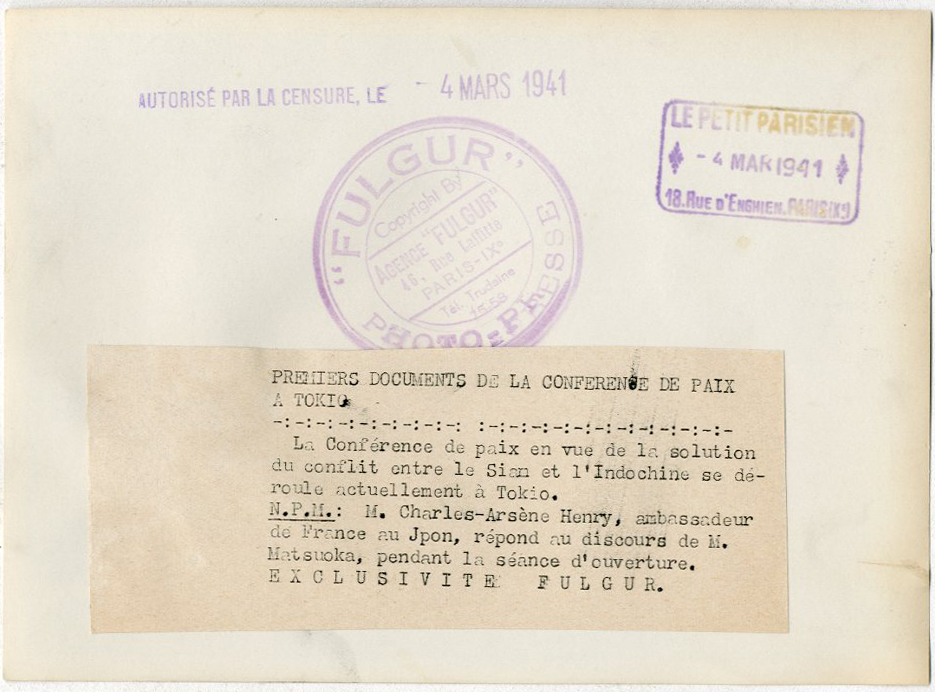 AUTORISÉ PAR LA CENSURE, LE - 4 MARS 1941
LE PETIT PARISIEN
- 4 MAR 1941
18. RUE D'ENGHIEN. PARIS (Xe)
"FULGUR"
Copyright By
AGENCE "FULGUR"
46, Rue Laffitte
PARIS-IXe
Tél. Trudaine
15-58
PHOTO=PRESSE
PREMIERS DOCUMENTS DE LA CONFERENCE DE PAIX
A TOKIO
-:-:-:-:-:-:-:-:-:-:-: :-:-:-:-:-:-:-:-:-:-:-:-:-
La Conférence de paix en vue de la solution
du conflit entre le Siam et l'Indochine se dé-
roule actuellement à Tokio.
N.P.M.: M. Charles-Arsène Henry, ambassadeur
de France au Jpon, répond au discours de M.
Matsuoka, pendant la séance d'ouverture.
E X C L U S I V I T E F U L G U R.